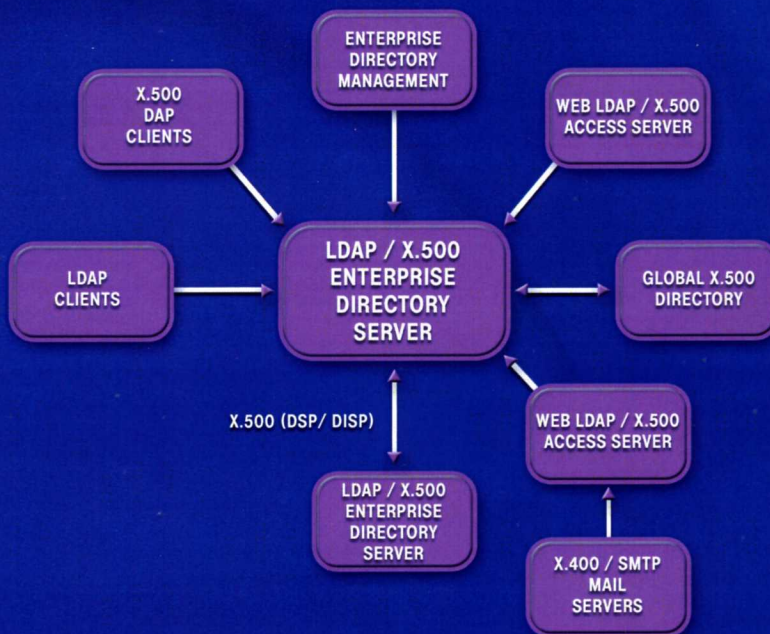 ENTERPRISE
DIRECTORY
MANAGEMENT
X.500
DAP
CLIENTS
WEB LDAP / X.500
ACCESS SERVER
LDAP / X.500
ENTERPRISE
DIRECTORY
SERVER
LDAP
CLIENTS
GLOBAL X.500
DIRECTORY
X.500 (DSP/ DISP)
WEB LDAP / X.500
ACCESS SERVER
LDAP / X.500
ENTERPRISE
DIRECTORY
SERVER
X.400 / SMTP
MAIL
SERVERS